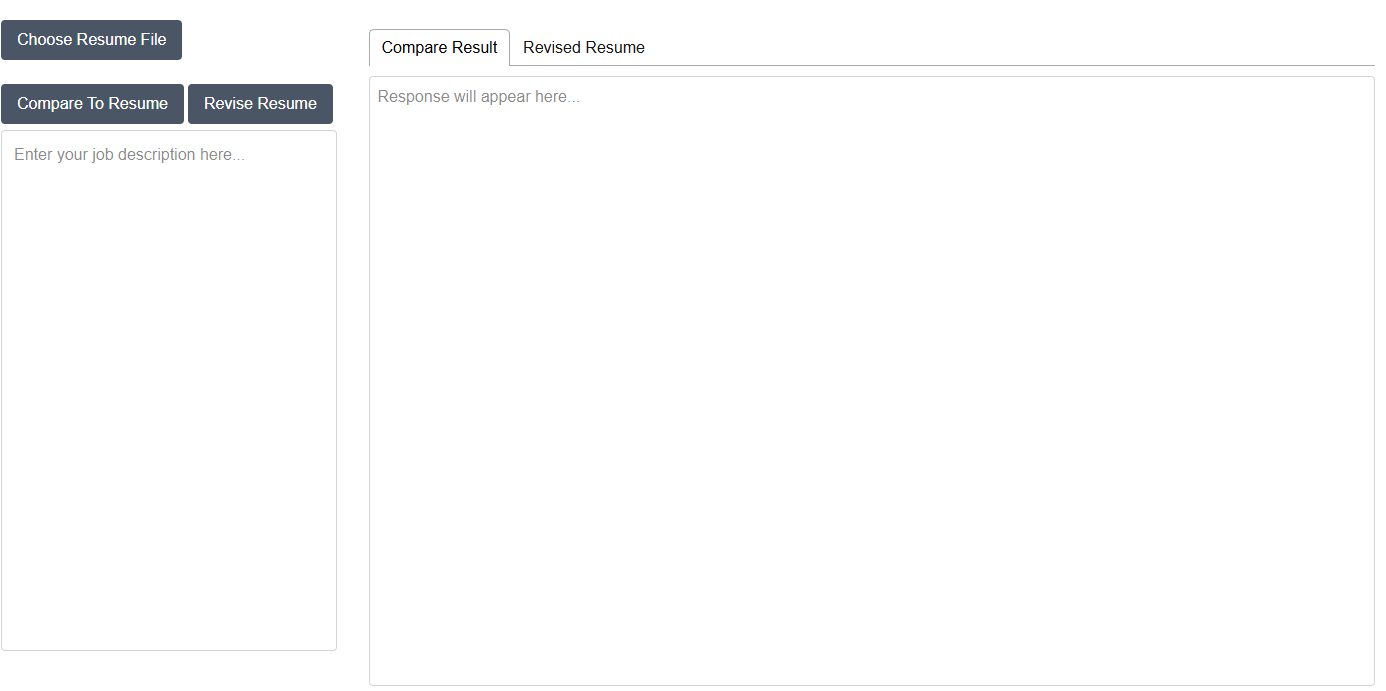 Choose Resume File
Compare To Resume Revise Resume
Enter your job description here...
Compare Result Revised Resume
Response will appear here...